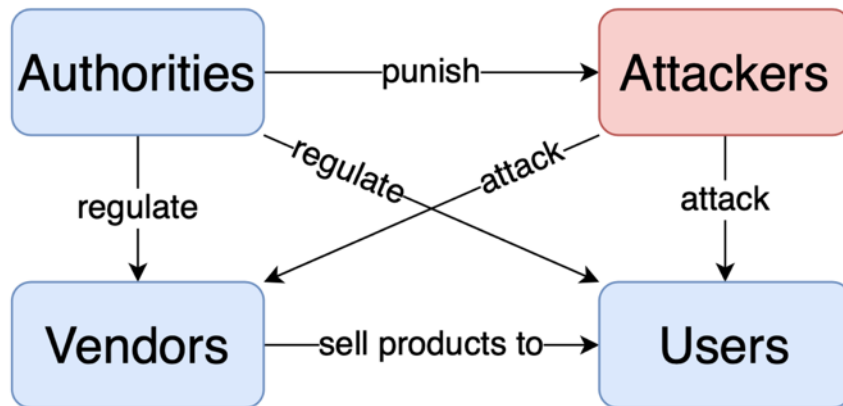 Authorities
punish
Attackers
regulate
attack
regulate
attack
Vendors
sell products to
Users